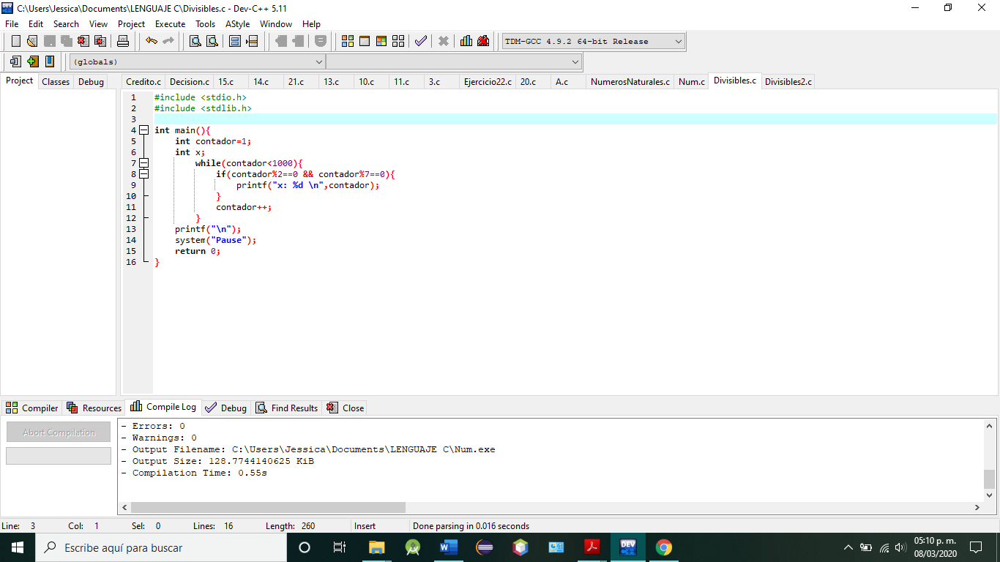 C:\Users\Jessica\Documents\LENGUAJE C\Divisibles.c - Dev-C++ 5.11
File Edit Search View Project Execute Tools AStyle Window Help
TDM-GCC 4.9.2 64-bit Release
(globals)
Project Classes Debug
Credito.c Decision.c 15.c 14.c 21.c 13.c 10.c 11.c 3.c Ejercicio22.c 20.c A.c NumerosNaturales.c Num.c Divisibles.c Divisibles2.c
1 #include <stdio.h>
2 #include <stdlib.h>
3
4 int main(){
5 int contador=1;
6 int x;
7 while(contador<1000){
8 if(contador%2==0 && contador%7==0){
9 printf("x: %d \n",contador);
10 }
11 contador++;
12 }
13 printf("\n");
14 system("Pause");
15 return 0;
16 }
Compiler Resources Compile Log Debug Find Results Close
Abort Compilation
- Errors: 0
- Warnings: 0
- Output Filename: C:\Users\Jessica\Documents\LENGUAJE C\Num.exe
- Output Size: 128.7744140625 KiB
- Compilation Time: 0.55s
Line: 3 Col: 1 Sel: 0 Lines: 16 Length: 260 Insert Done parsing in 0.016 seconds
Escribe aquí para buscar
DEV
05:10 p. m.
08/03/2020